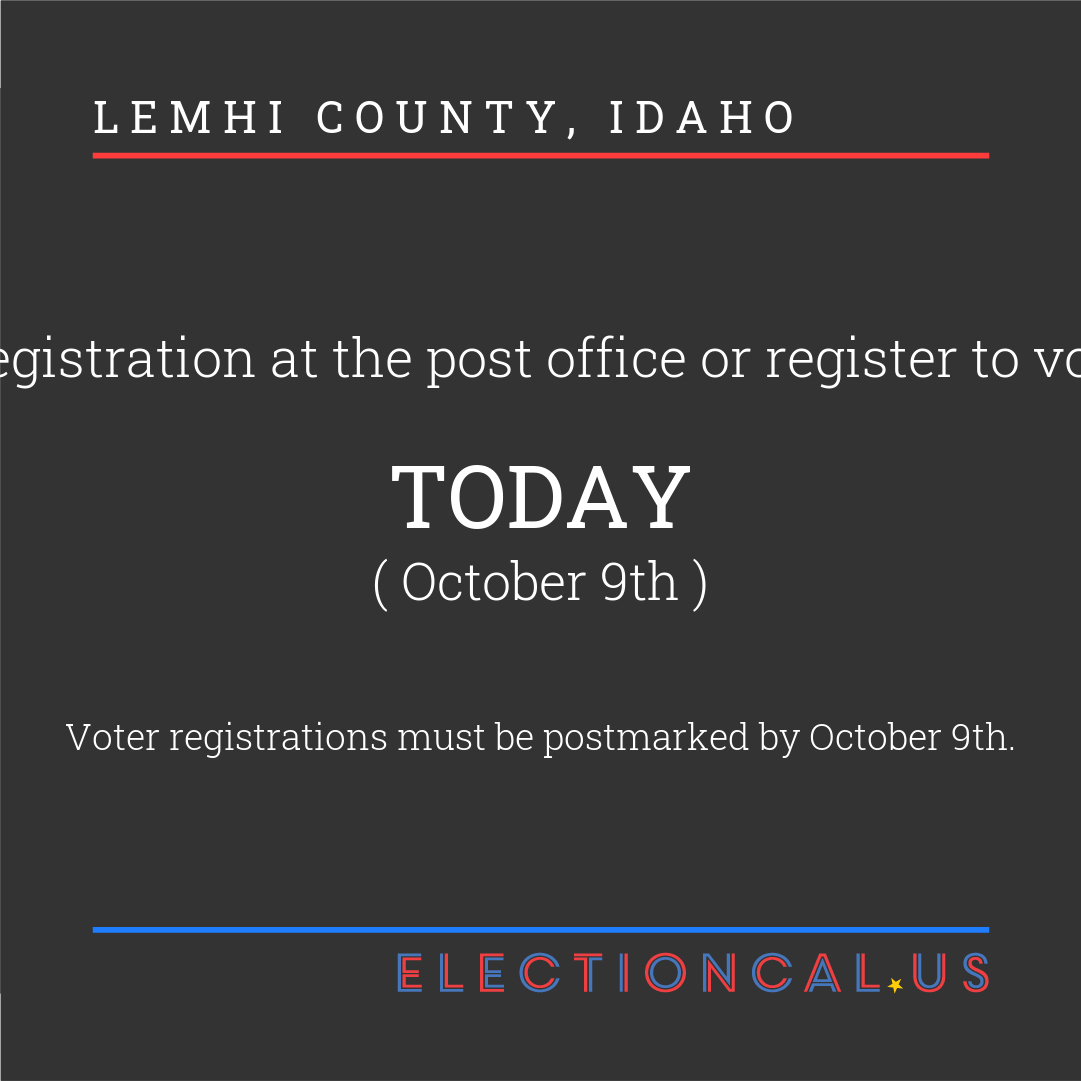 LEMHI COUNTY, IDAHO
egistration at the post office or register to vo
TODAY
( October 9th )
Voter registrations must be postmarked by October 9th.
ELECTIONCAL.US